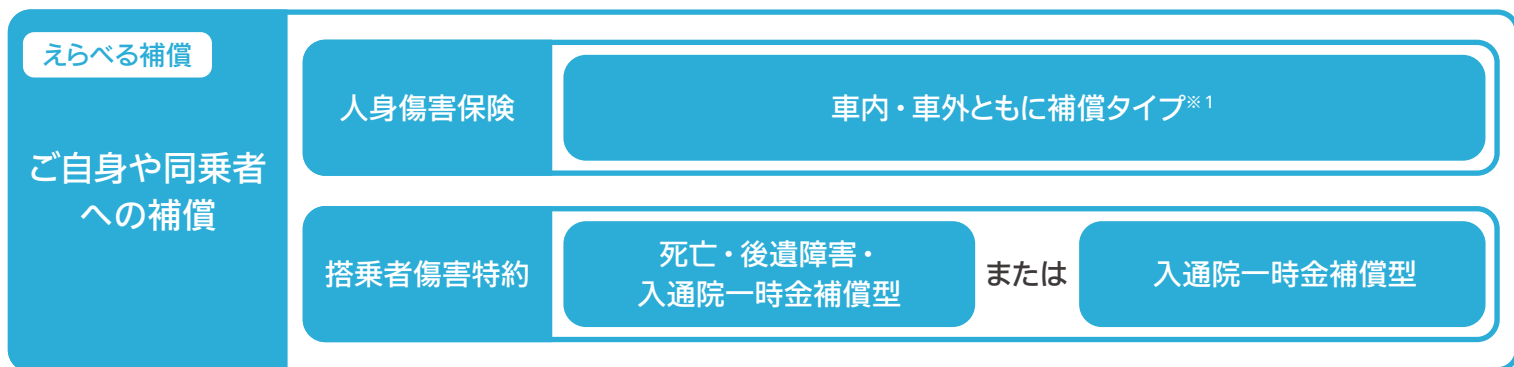 えらべる補償
ご自身や同乗者
への補償
人身傷害保険
車内・車外ともに補償タイプ※1
搭乗者傷害特約
死亡・後遺障害・
入通院一時金補償型
または
入通院一時金補償型